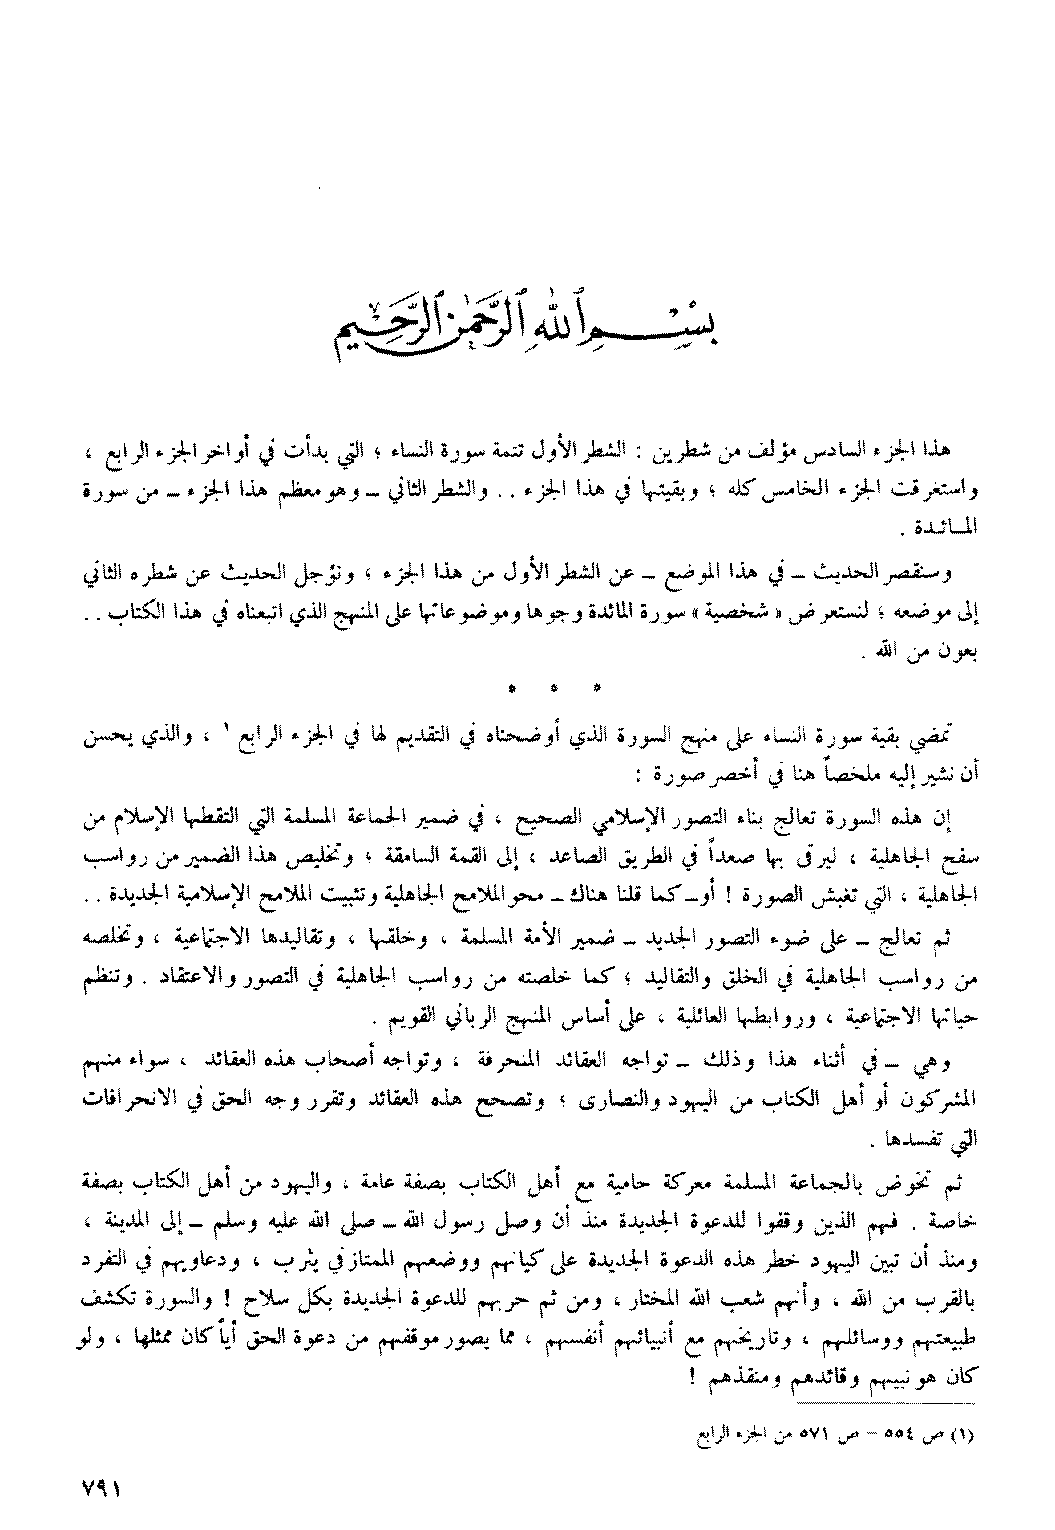 بِسْمِ ٱللَّهِ ٱلرَّحْمَٰنِ ٱلرَّحِيمِ
هذا الجزء السادس مؤلف من شطرين : الشطر الأول تتمة سورة النساء ؛ التي بدأت في أواخر الجزء الرابع ،
واستغرقت الجزء الخامس كله ؛ وبقيتها في هذا الجزء .. والشطر الثاني – وهو معظم هذا الجزء – من سورة
المائدة .
وسنقصر الحديث – في هذا الموضع – عن الشطر الأول من هذا الجزء ؛ ونؤجل الحديث عن شطره الثاني
إلى موضعه ؛ لنستعرض « شخصية » سورة المائدة وجوها وموضوعاتها على المنهج الذي اتبعناه في هذا الكتاب ..
بعون من الله .
* * *
تمضي بقية سورة النساء على منهج السورة الذي أوضحناه في التقديم لها في الجزء الرابع ١ ، والذي يحسن
أن نشير إليه ملخصاً هنا في أخصر صورة :
إن هذه السورة تعالج بناء التصور الإسلامي الصحيح ، في ضمير الجماعة المسلمة التي التقطها الإسلام من
سفح الجاهلية ، ليرقى بها صعداً في الطريق الصاعد ، إلى القمة السامقة ؛ وتخليص هذا الضمير من رواسب
الجاهلية ، التي تغبش الصورة ! أو– كما قلنا هناك – محو الملامح الجاهلية وتثبيت الملامح الإسلامية الجديدة ..
ثم تعالج – على ضوء التصور الجديد – ضمير الأمة المسلمة ، وخلقها ، وتقاليدها الاجتماعية ، وتخلصه
من رواسب الجاهلية في الخلق والتقاليد ؛ كما خلصته من رواسب الجاهلية في التصور والاعتقاد . وتنظم
حياتها الاجتماعية ، وروابطها العائلية ، على أساس المنهج الرباني القويم .
وهي – في أثناء هذا وذلك – تواجه العقائد المنحرفة ، وتواجه أصحاب هذه العقائد ، سواء منهم
المشركون أو أهل الكتاب من اليهود والنصارى ؛ وتصحح هذه العقائد وتقرر وجه الحق في الانحرافات
التي تفسدها .
ثم تخوض بالجماعة المسلمة معركة حامية مع أهل الكتاب بصفة عامة ، واليهود من أهل الكتاب بصفة
خاصة . فهم الذين وقفوا للدعوة الجديدة منذ أن وصل رسول الله – صلى الله عليه وسلم – إلى المدينة ،
ومنذ أن تبين اليهود خطر هذه الدعوة الجديدة على كيانهم ووضعهم الممتاز في يثرب ، ودعاويهم في التفرد
بالقرب من الله ، وأنهم شعب الله المختار ، ومن ثم حربهم للدعوة الجديدة بكل سلاح ! والسورة تكشف
طبيعتهم ووسائلهم ، وتاريخهم مع أنبيائهم أنفسهم ، مما يصور موقفهم من دعوة الحق أياً كان ممثلها ، ولو
كان هو نبيهم وقائدهم ومنقذهم !
(١) ص ٥٥٤ – ص ٥٧١ من الجزء الرابع
٧٩١